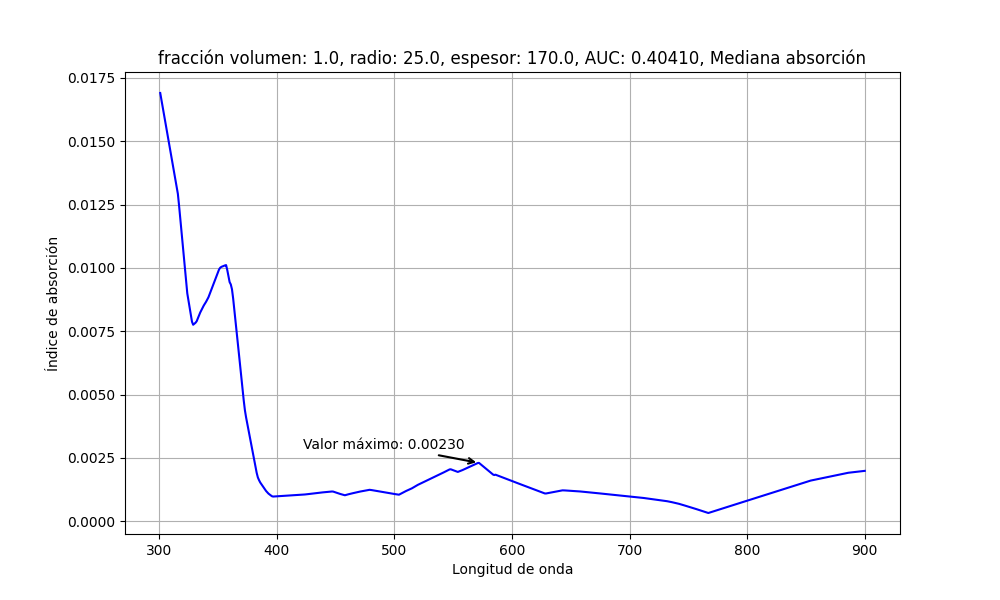 fracción volumen: 1.0, radio: 25.0, espesor: 170.0, AUC: 0.40410, Mediana absorción
0.0175
0.0150
0.0125
0.0100
0.0075
0.0050
0.0025
0.0000
Índice de absorción
Valor máximo: 0.00230
300 400 500 600 700 800 900
Longitud de onda